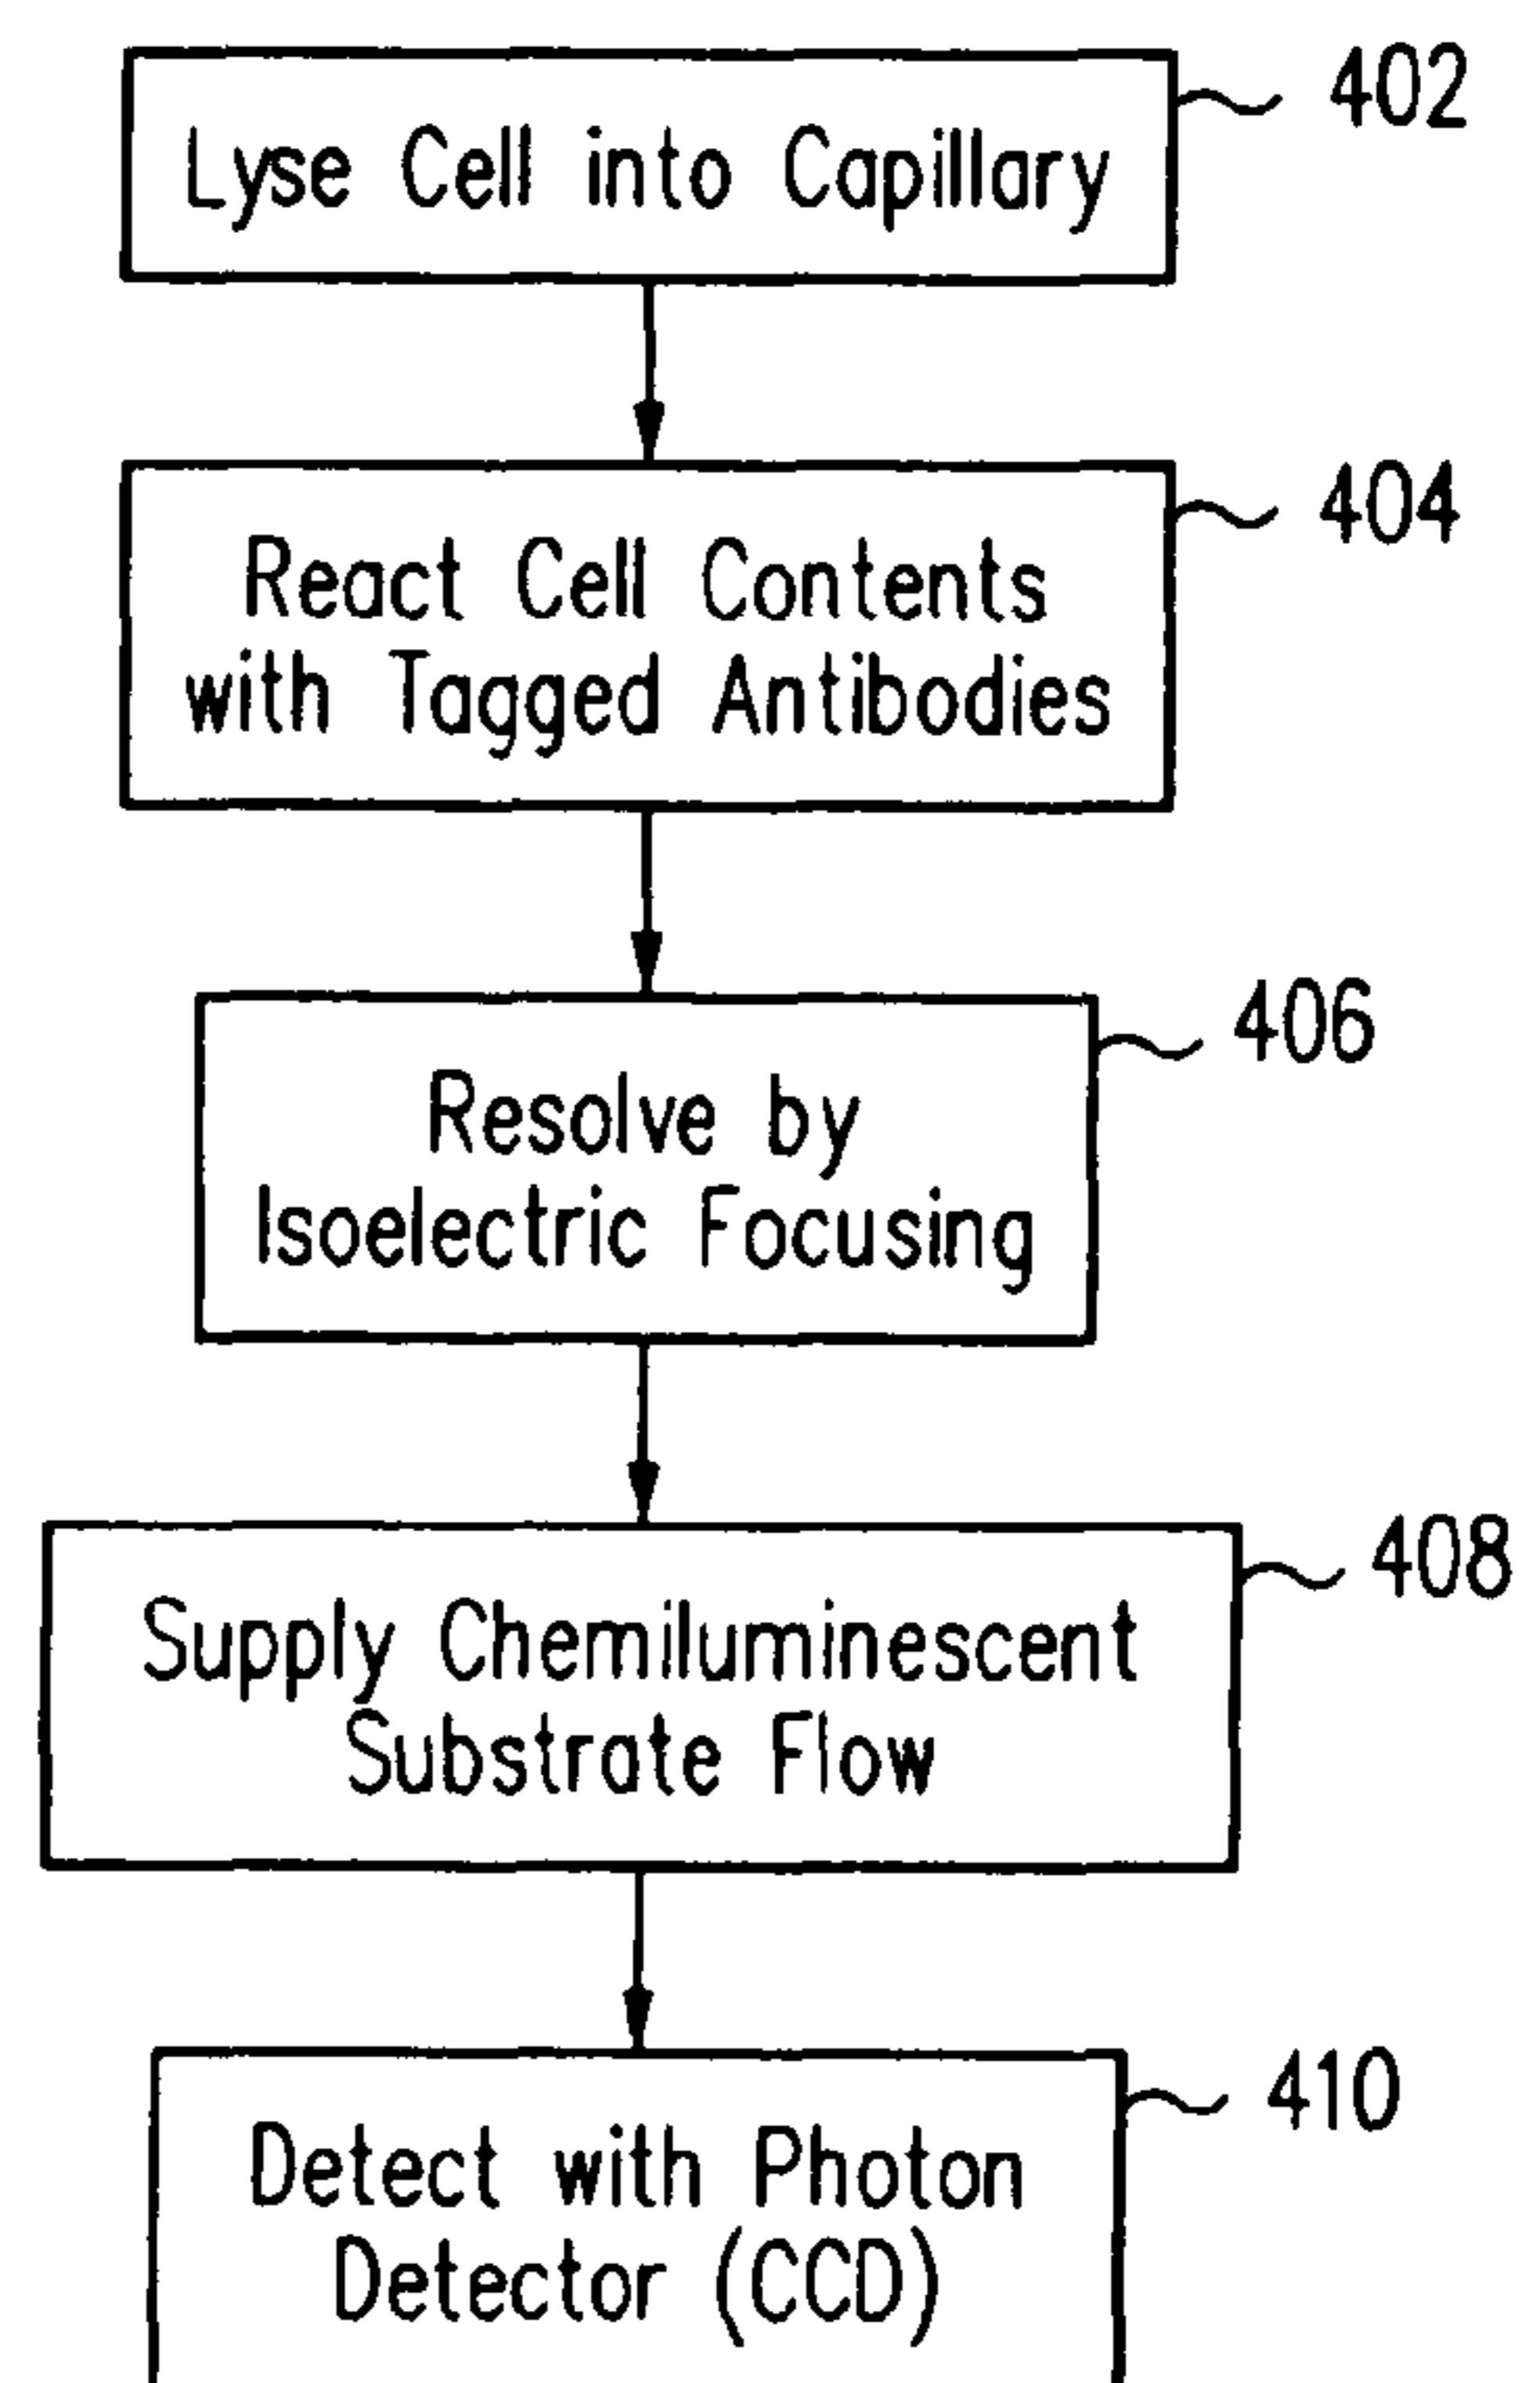 402
Lyse Cell into Capillary
404
React Cell Contents
with Tagged Antibodies
406
Resolve by
Isoelectric Focusing
408
Supply Chemiluminescent
Substrate Flow
410
Detect with Photon
Detector (CCD)